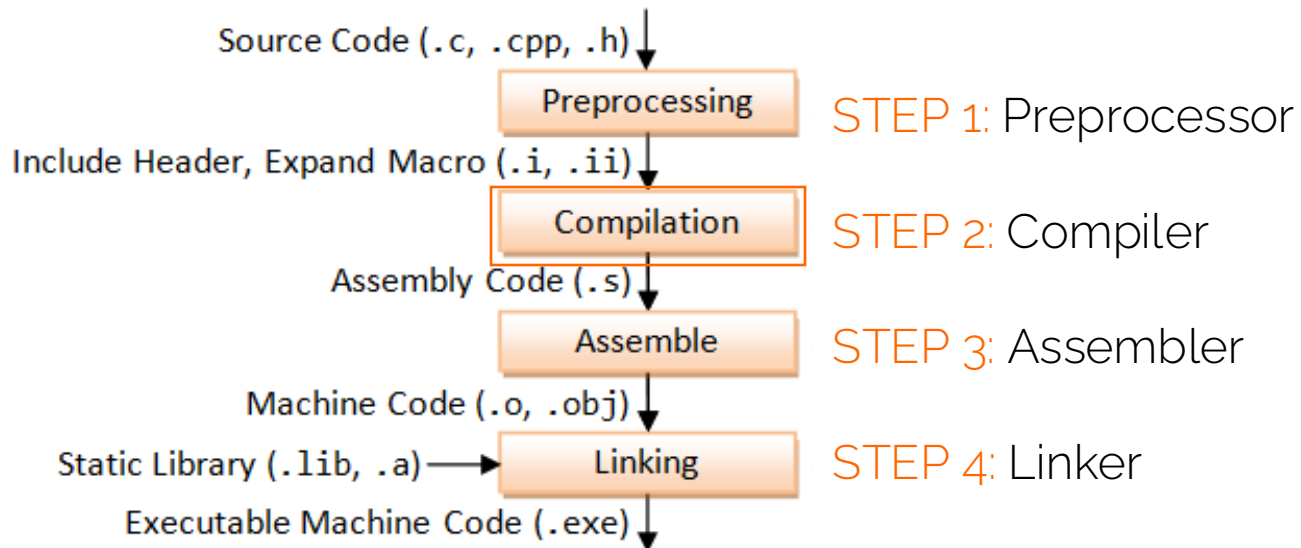 Source Code (.c, .cpp, .h)
Preprocessing
STEP 1: Preprocessor
Include Header, Expand Macro (.i, .ii)
Compilation
STEP 2: Compiler
Assembly Code (.s)
Assemble
STEP 3: Assembler
Machine Code (.o, .obj)
Static Library (.lib, .a)
Linking
STEP 4: Linker
Executable Machine Code (.exe)